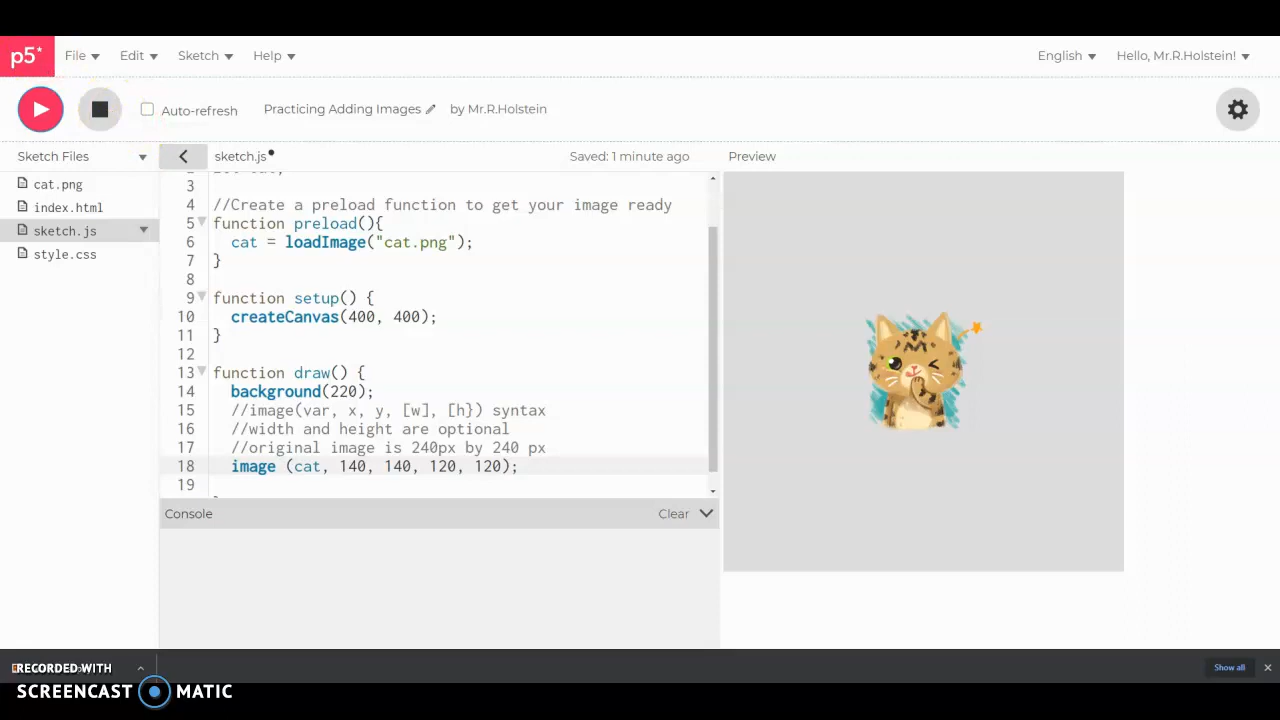 p5* File Edit Sketch Help English Hello, Mr.R.Holstein!
Auto-refresh Practicing Adding Images by Mr.R.Holstein
Sketch Files sketch.js Saved: 1 minute ago Preview
cat.png
index.html
sketch.js
style.css
3
4 //Create a preload function to get your image ready
5 function preload(){
6 cat = loadImage("cat.png");
7 }
8
9 function setup() {
10 createCanvas(400, 400);
11 }
12
13 function draw() {
14 background(220);
15 //image(var, x, y, [w], [h}) syntax
16 //width and height are optional
17 //original image is 240px by 240 px
18 image (cat, 140, 140, 120, 120);
19
Console Clear
RECORDED WITH
SCREENCAST MATIC
Show all